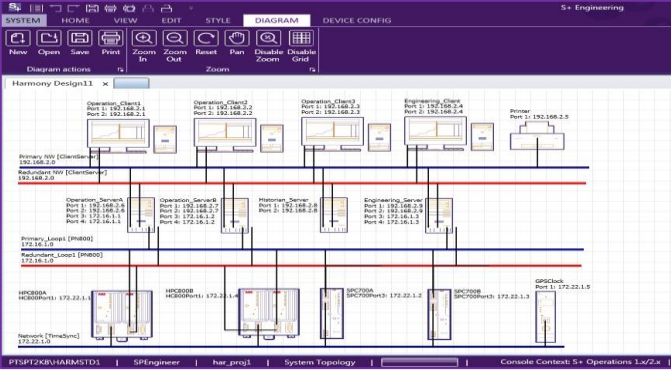 S+ Engineering
SYSTEM HOME VIEW EDIT STYLE DIAGRAM DEVICE CONFIG
New Open Save Print Zoom In Zoom Out Reset Pan Disable Zoom Disable Grid
Diagram actions Zoom
Harmony Design11 x
Operation_Client1
Port 1: 192.168.2.1
Port 2: 192.168.2.1
Operation_Client2
Port 1: 192.168.2.2
Port 2: 192.168.2.2
Operation_Client3
Port 1: 192.168.2.3
Port 2: 192.168.2.3
Engineering_Client
Port 1: 192.168.2.4
Port 2: 192.168.2.4
Printer
Port 1: 192.168.2.5
Primary NW [ClientServer]
192.168.2.0
Redundant NW [ClientServer]
192.168.2.0
Operation_ServerA
Port 1: 192.168.2.6
Port 2: 192.168.2.6
Port 3: 172.16.1.1
Port 4: 172.16.1.1
Operation_ServerB
Port 1: 192.168.2.7
Port 2: 192.168.2.7
Port 3: 172.16.1.2
Port 4: 172.16.1.2
Historian_Server
Port 1: 192.168.2.8
Port 2: 192.168.2.8
Engineering_Server
Port 1: 192.168.2.9
Port 2: 192.168.2.9
Port 3: 172.16.1.3
Port 4: 172.16.1.3
Primary_Loop1 [PN800]
172.16.1.0
Redundant_Loop1 [PN800]
172.16.1.0
HPC800A
HC800Port1: 172.22.1.1
HPC800B
HC800Port1: 172.22.1.4
SPC700A
SPC700Port3: 172.22.1.2
SPC700B
SPC700Port3: 172.22.1.3
GPSClock
Port 1: 172.22.1.5
Network [TimeSync]
172.22.1.0
PTSPT2K8\HARMSTD1 | SPEngineer | har_proj1 | System Topology | | Console Context: S+ Operations 1.x/2.x |